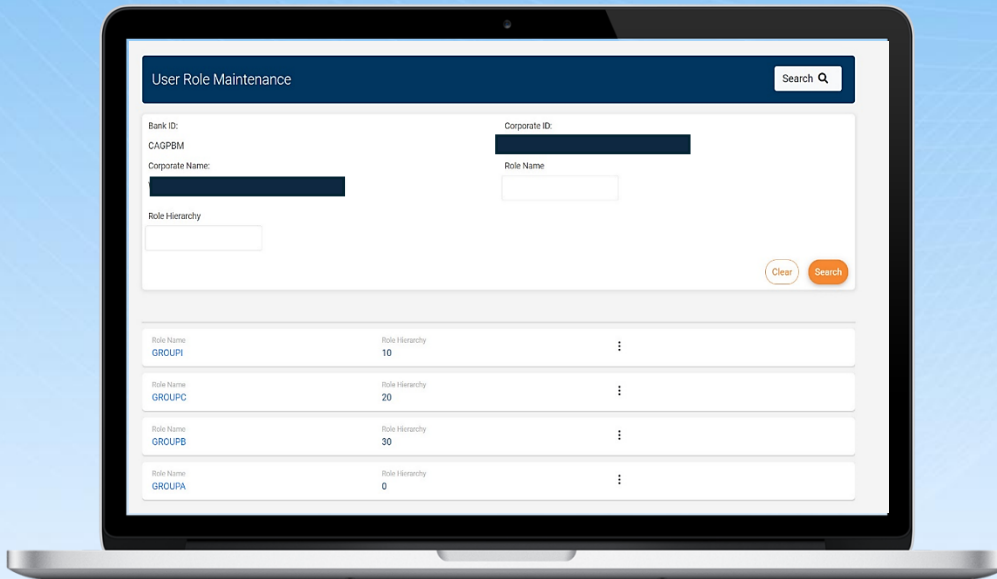 User Role Maintenance
Search
Bank ID:
Corporate ID:
CAGPBM
Corporate Name:
Role Name
Role Hierarchy
Clear
Search
Role Name
Role Hierarchy
GROUPI
10
Role Name
Role Hierarchy
GROUPC
20
Role Name
Role Hierarchy
GROUPB
30
Role Name
Role Hierarchy
GROUPA
0